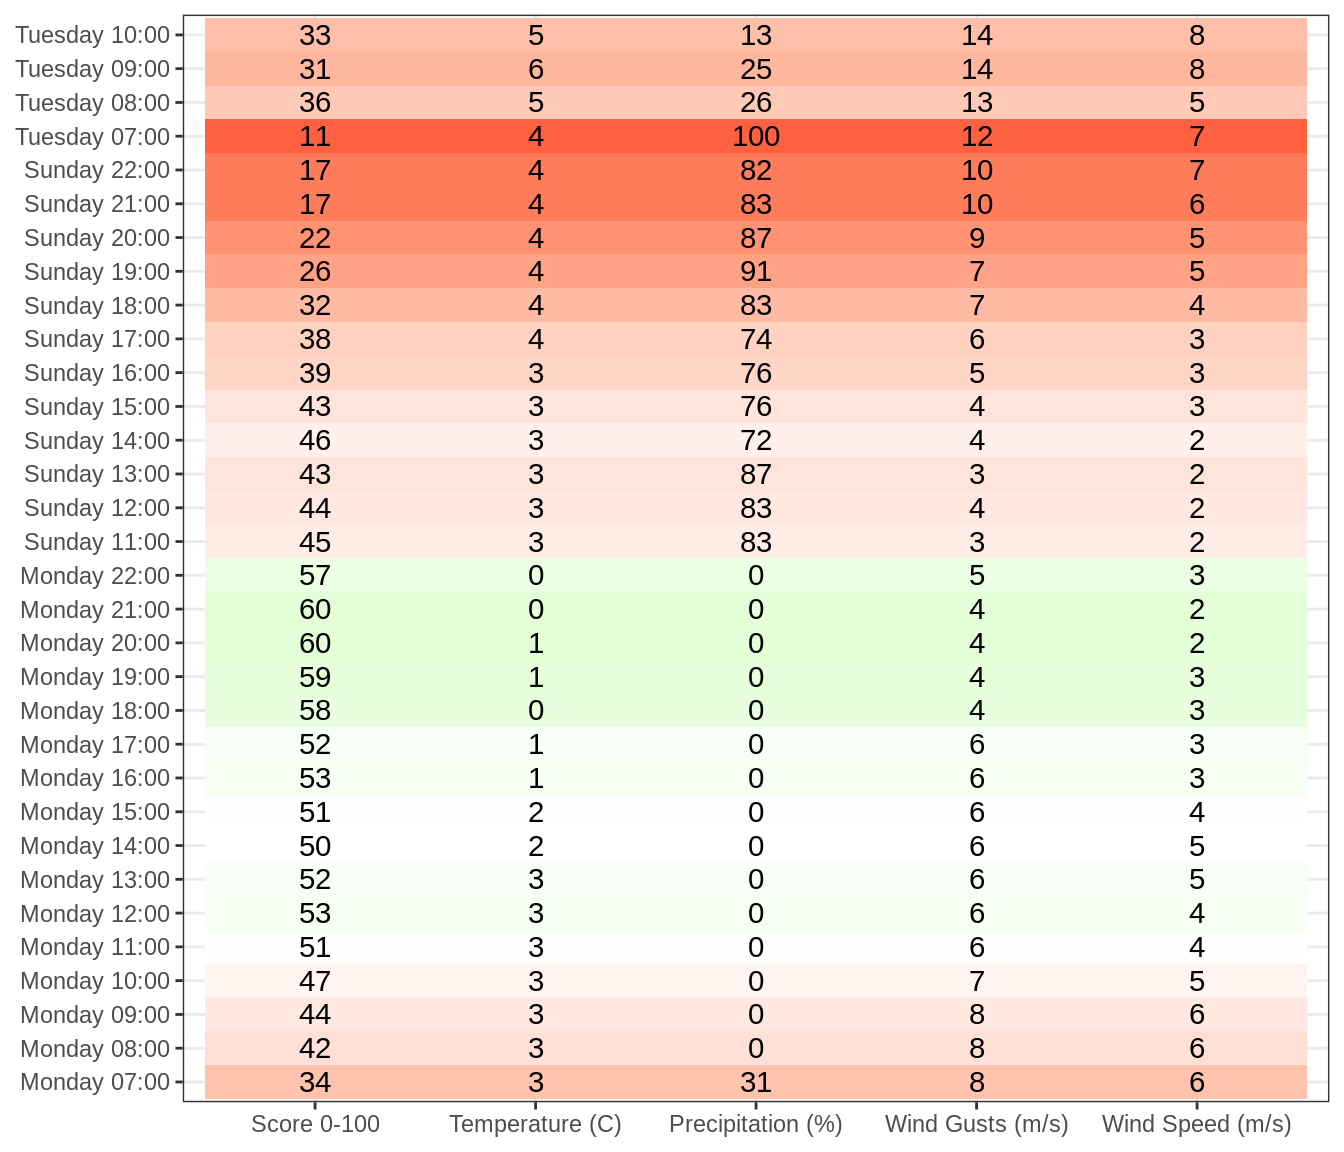 Tuesday 10:00 33 5 13 14 8
Tuesday 09:00 31 6 25 14 8
Tuesday 08:00 36 5 26 13 5
Tuesday 07:00 11 4 100 12 7
Sunday 22:00 17 4 82 10 7
Sunday 21:00 17 4 83 10 6
Sunday 20:00 22 4 87 9 5
Sunday 19:00 26 4 91 7 5
Sunday 18:00 32 4 83 7 4
Sunday 17:00 38 4 74 6 3
Sunday 16:00 39 3 76 5 3
Sunday 15:00 43 3 76 4 3
Sunday 14:00 46 3 72 4 2
Sunday 13:00 43 3 87 3 2
Sunday 12:00 44 3 83 4 2
Sunday 11:00 45 3 83 3 2
Monday 22:00 57 0 0 5 3
Monday 21:00 60 0 0 4 2
Monday 20:00 60 1 0 4 2
Monday 19:00 59 1 0 4 3
Monday 18:00 58 0 0 4 3
Monday 17:00 52 1 0 6 3
Monday 16:00 53 1 0 6 3
Monday 15:00 51 2 0 6 4
Monday 14:00 50 2 0 6 5
Monday 13:00 52 3 0 6 5
Monday 12:00 53 3 0 6 4
Monday 11:00 51 3 0 6 4
Monday 10:00 47 3 0 7 5
Monday 09:00 44 3 0 8 6
Monday 08:00 42 3 0 8 6
Monday 07:00 34 3 31 8 6
Score 0-100 Temperature (C) Precipitation (%) Wind Gusts (m/s) Wind Speed (m/s)